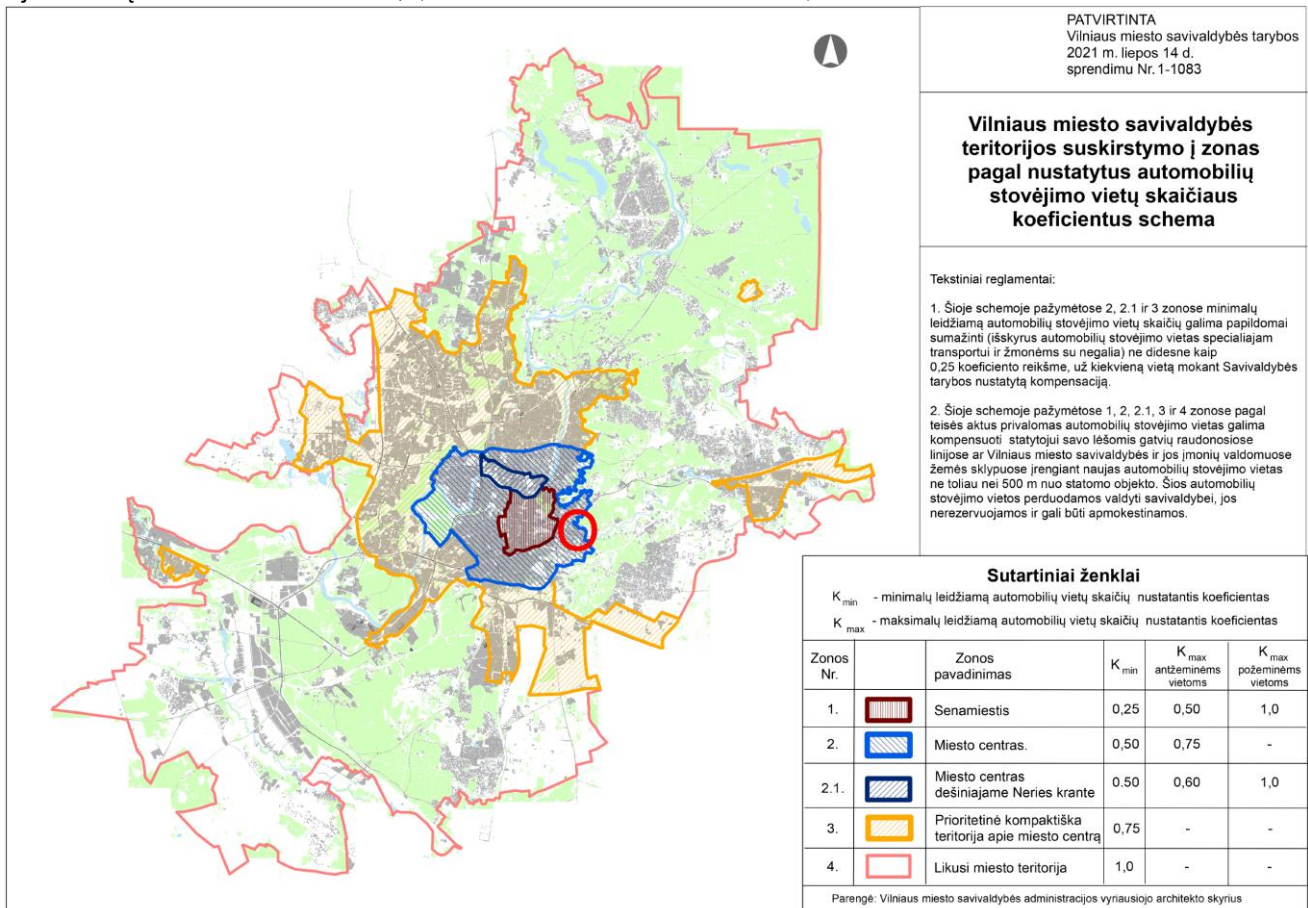 PATVIRTINTA
Vilniaus miesto savivaldybės tarybos
2021 m. liepos 14 d.
sprendimu Nr. 1-1083
Vilniaus miesto savivaldybės
teritorijos suskirstymo į zonas
pagal nustatytus automobilių
stovėjimo vietų skaičiaus
koeficientus schema
Tekstiniai reglamentai:
1. Šioje schemoje pažymėtose 2, 2.1 ir 3 zonose minimalų
leidžiamą automobilių stovėjimo vietų skaičių galima papildomai
sumažinti (išskyrus automobilių stovėjimo vietas specialiajam
transportui ir žmonėms su negalia) ne didesne kaip
0,25 koeficiento reikšme, už kiekvieną vietą mokant Savivaldybės
tarybos nustatytą kompensaciją.
2. Šioje schemoje pažymėtose 1, 2, 2.1, 3 ir 4 zonose pagal
teisės aktus privalomas automobilių stovėjimo vietas galima
kompensuoti statytojui savo lėšomis gatvių raudonosiose
linijose ar Vilniaus miesto savivaldybės ir jos įmonių valdomuose
žemės sklypuose įrengiant naujas automobilių stovėjimo vietas
ne toliau nei 500 m nuo statomo objekto. Šios automobilių
stovėjimo vietos perduodamos valdyti savivaldybei, jos
nerezervuojamos ir gali būti apmokestinamos.
Sutartiniai ženklai
K min - minimalų leidžiamą automobilių vietų skaičių nustatantis koeficientas
K max - maksimalų leidžiamą automobilių vietų skaičių nustatantis koeficientas
Zonos Nr. Zonos pavadinimas K min K max antžeminėms vietoms K max požeminėms vietoms
1. Senamiestis 0,25 0,50 1,0
2. Miesto centras. 0,50 0,75 -
2.1. Miesto centras dešiniajame Neries krante 0.50 0,60 1,0
3. Prioritetinė kompaktiška teritorija apie miesto centrą 0,75 - -
4. Likusi miesto teritorija 1,0 - -
Parengė: Vilniaus miesto savivaldybės administracijos vyriausiojo architekto skyrius